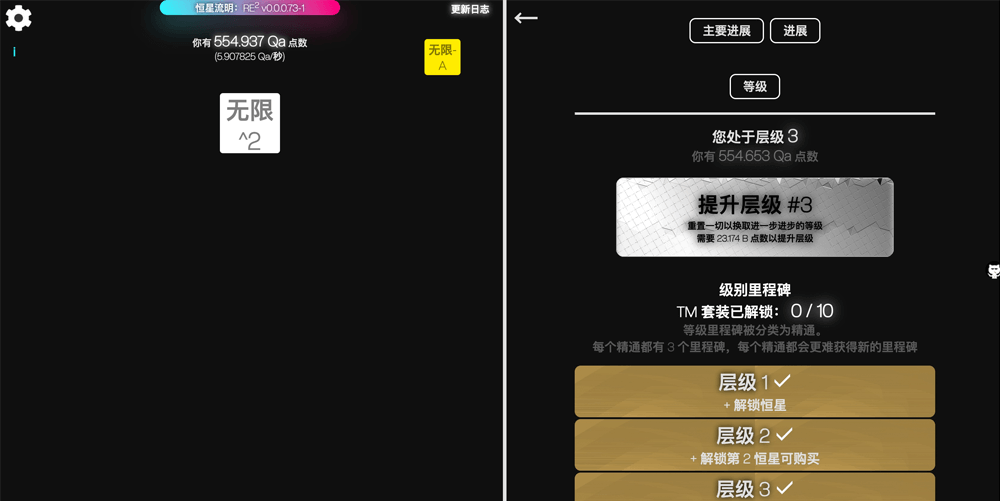 恒星流明：RE² v0.0.0.73-1
更新日志
你有 554.937 Qa 点数
(5.907825 Qa/秒)
无限-
A
无限
^2
主要进展
进展
等级
您处于层级 3
你有 554.653 Qa 点数
提升层级 #3
重置一切以换取进一步进步的等级
需要 23.174 B 点数以提升层级
级别里程碑
TM 套装已解锁： 0 / 10
等级里程碑被分类为精通。
每个精通都有 3 个里程碑，每个精通都会更难获得新的里程碑
层级 1
+ 解锁恒星
层级 2
+ 解锁第 2 恒星可购买
层级 3